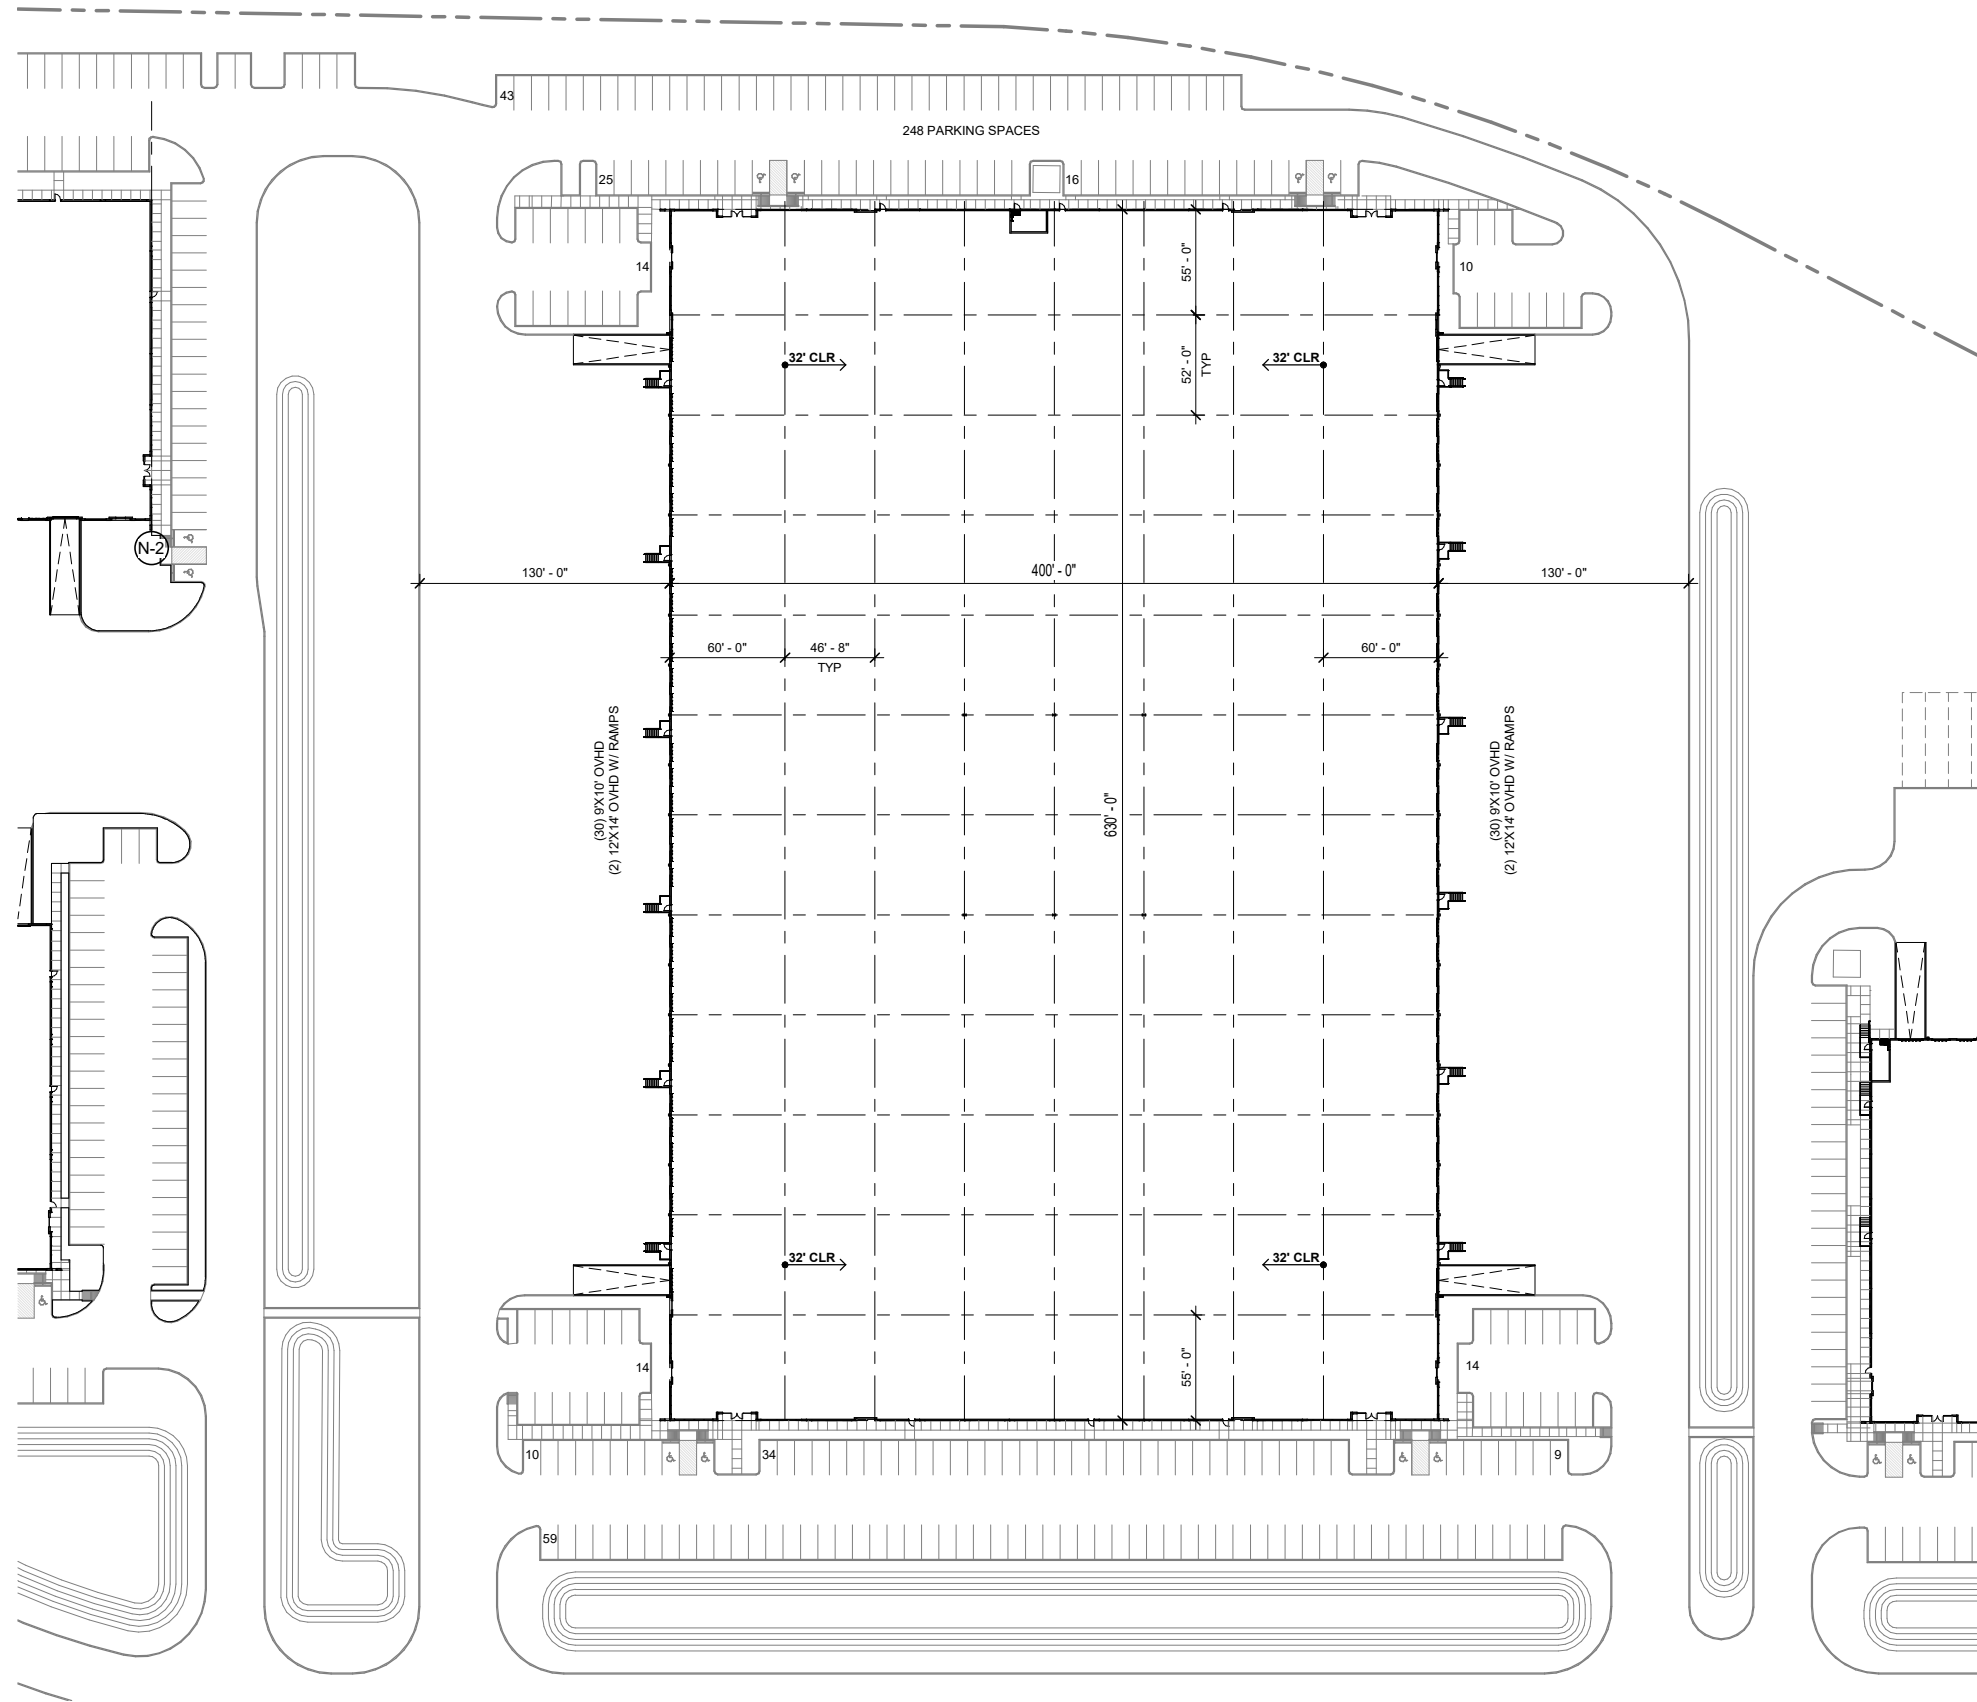 43
248 PARKING SPACES
25
16
14
10
55' - 0"
32' CLR
32' CLR
52' - 0"
TYP
N-2
130' - 0"
400' - 0"
130' - 0"
60' - 0"
46' - 8"
TYP
60' - 0"
(30) 9'X10' OVHD
(2) 12'X14' OVHD W/ RAMPS
630' - 0"
(30) 9'X10' OVHD
(2) 12'X14' OVHD W/ RAMPS
32' CLR
32' CLR
55' - 0"
14
14
10
34
9
59